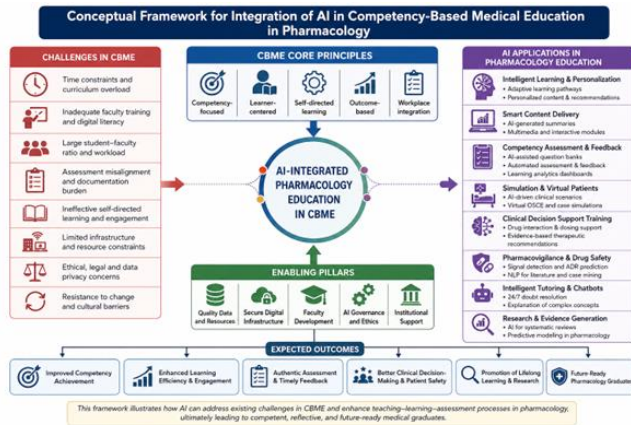 Conceptual Framework for Integration of AI in Competency-Based Medical Education
in Pharmacology
CHALLENGES IN CBME
Time constraints and
curriculum overload
Inadequate faculty training
and digital literacy
Large student–faculty
ratio and workload
Assessment misalignment
and documentation
burden
Ineffective self-directed
learning and engagement
Limited infrastructure
and resource constraints
Ethical, legal and data
privacy concerns
Resistance to change
and cultural barriers
CBME CORE PRINCIPLES
Competency-
focused
Learner-
centered
Self-directed
learning
Outcome-
based
Workplace
integration
AI-INTEGRATED
PHARMACOLOGY
EDUCATION
IN CBME
ENABLING PILLARS
Quality Data
and Resources
Secure Digital
Infrastructure
Faculty
Development
AI Governance
and Ethics
Institutional
Support
AI APPLICATIONS IN
PHARMACOLOGY EDUCATION
Intelligent Learning & Personalization
• Adaptive learning pathways
• Personalized content & recommendations
Smart Content Delivery
• AI-generated summaries
• Multimedia and interactive modules
Competency Assessment & Feedback
• AI-assisted question banks
• Automated assessment & feedback
• Learning analytics dashboards
Simulation & Virtual Patients
• AI-driven clinical scenarios
• Virtual OSCE and case simulations
Clinical Decision Support Training
• Drug interaction & dosing support
• Evidence-based therapeutic
recommendations
Pharmacovigilance & Drug Safety
• Signal detection and ADR prediction
• NLP for literature and case mining
Intelligent Tutoring & Chatbots
• 24/7 doubt resolution
• Explanation of complex concepts
Research & Evidence Generation
• AI for systematic reviews
• Predictive modeling in pharmacology
EXPECTED OUTCOMES
Improved Competency
Achievement
Enhanced Learning
Efficiency & Engagement
Authentic Assessment
& Timely Feedback
Better Clinical Decision-
Making & Patient Safety
Promotion of Lifelong
Learning & Research
Future-Ready
Pharmacology Graduates
This framework illustrates how AI can address existing challenges in CBME and enhance teaching–learning–assessment processes in pharmacology,
ultimately leading to competent, reflective, and future-ready medical graduates.